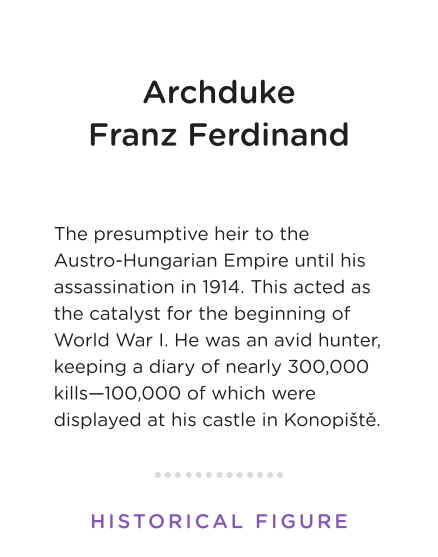 Archduke
Franz Ferdinand
The presumptive heir to the
Austro-Hungarian Empire until his
assassination in 1914. This acted as
the catalyst for the beginning of
World War I. He was an avid hunter,
keeping a diary of nearly 300,000
kills—100,000 of which were
displayed at his castle in Konopiště.
HISTORICAL FIGURE